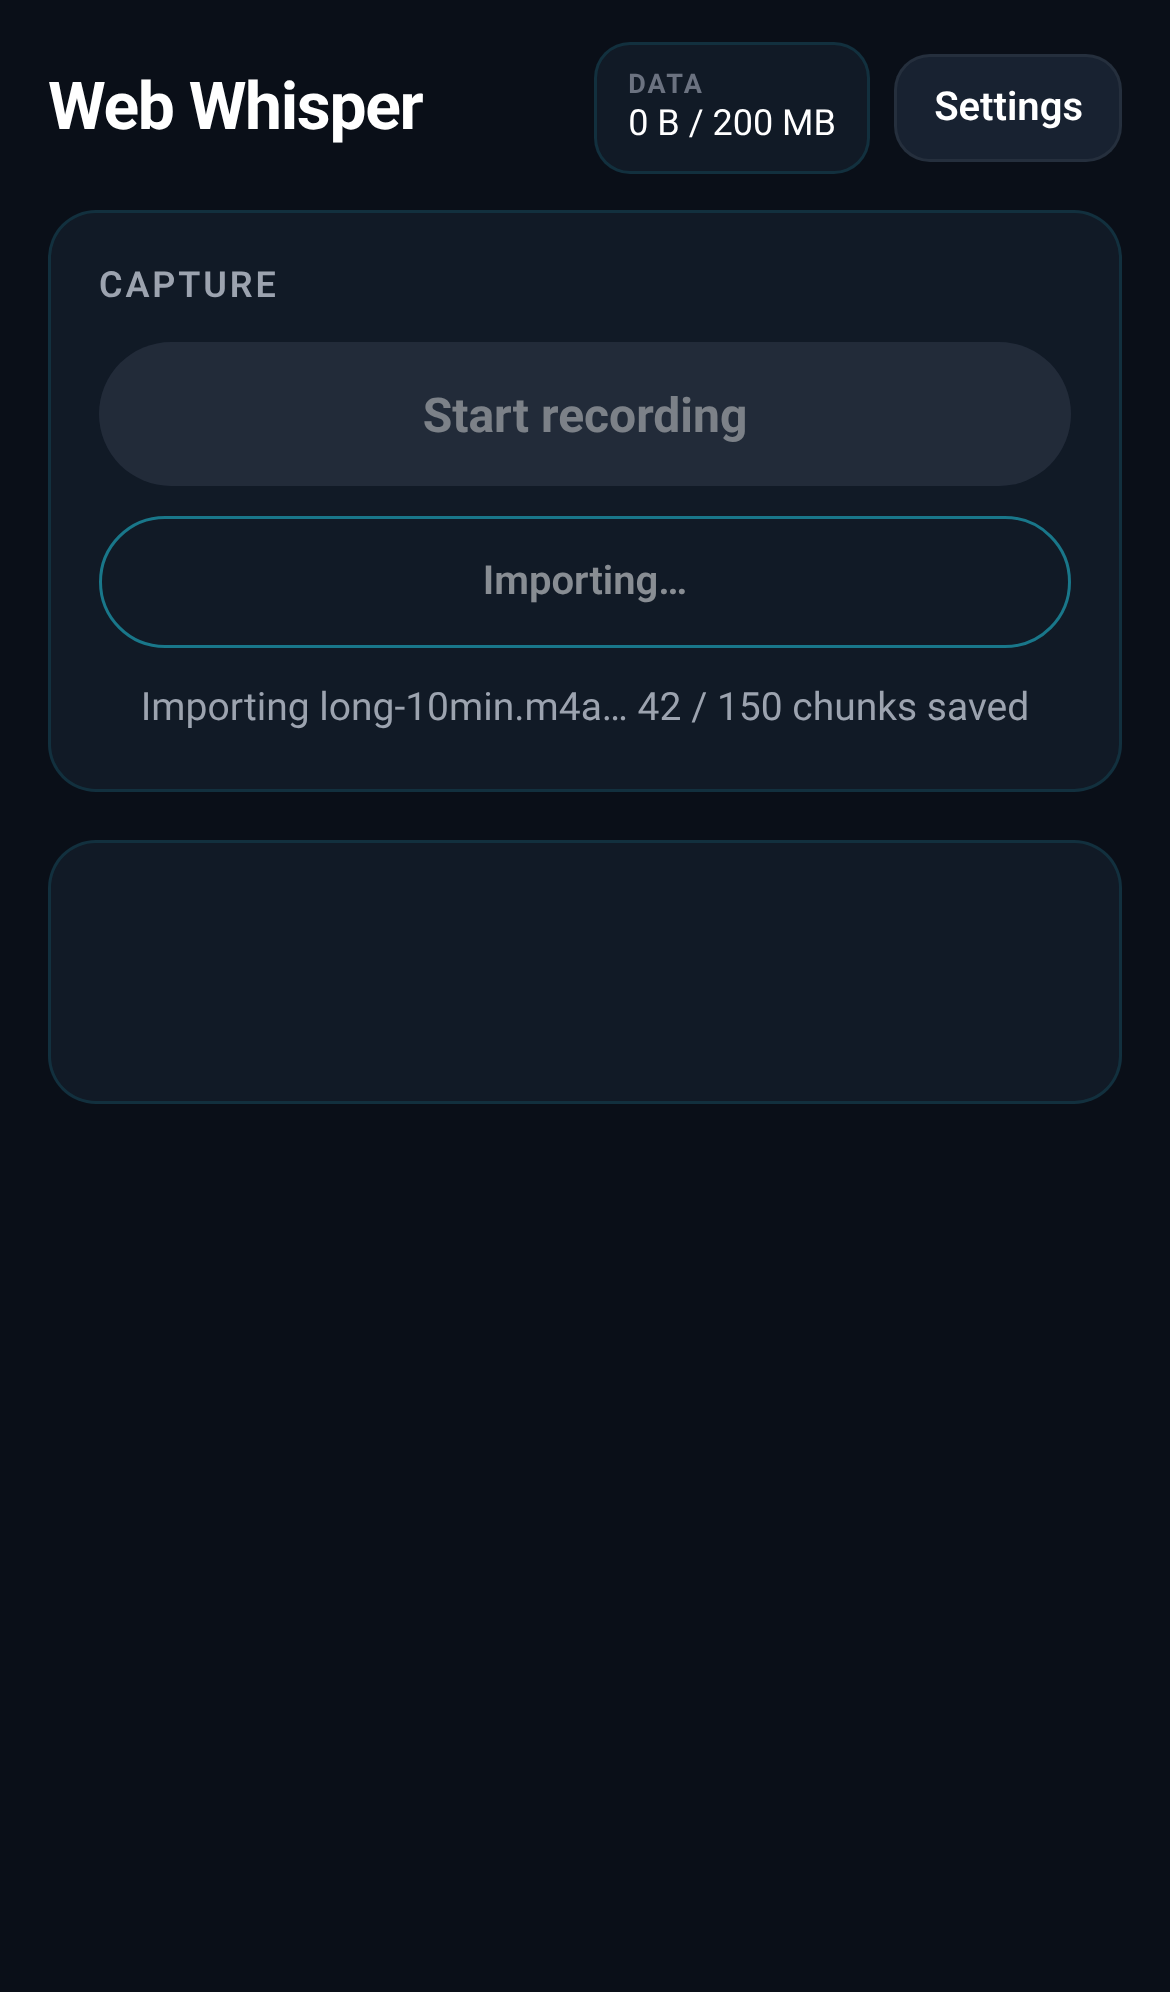 Web Whisper
DATA
0 B / 200 MB
Settings
CAPTURE
Start recording
Importing…
Importing long-10min.m4a… 42 / 150 chunks saved